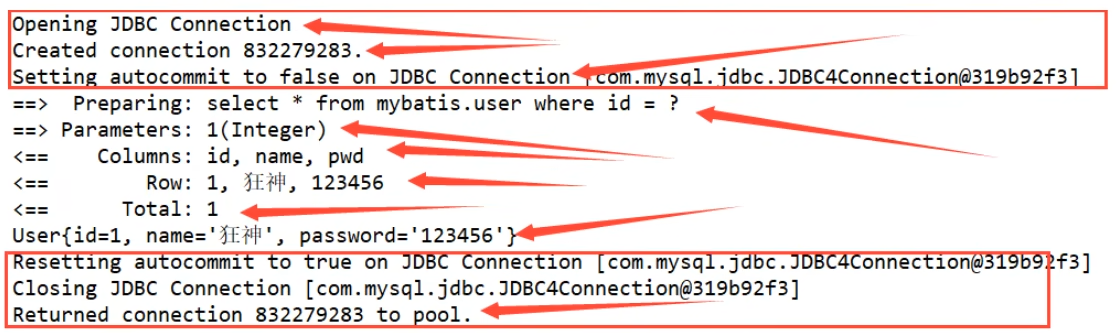 Opening JDBC Connection
Created connection 832279283.
Setting autocommit to false on JDBC Connection [com.mysql.jdbc.JDBC4Connection@319b92f3]
==>  Preparing: select * from mybatis.user where id = ?
==> Parameters: 1(Integer)
<==    Columns: id, name, pwd
<==        Row: 1, 狂神, 123456
<==      Total: 1
User{id=1, name='狂神', password='123456'}
Resetting autocommit to true on JDBC Connection [com.mysql.jdbc.JDBC4Connection@319b92f3]
Closing JDBC Connection [com.mysql.jdbc.JDBC4Connection@319b92f3]
Returned connection 832279283 to pool.